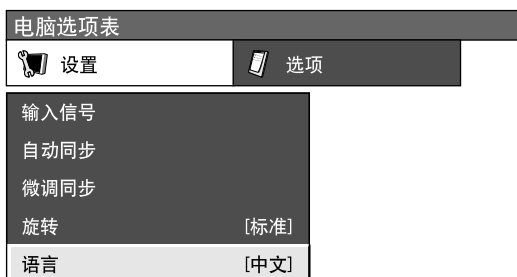 电脑选项表
设置 选项
输入信号
自动同步
微调同步
旋转 [标准]
语言 [中文]